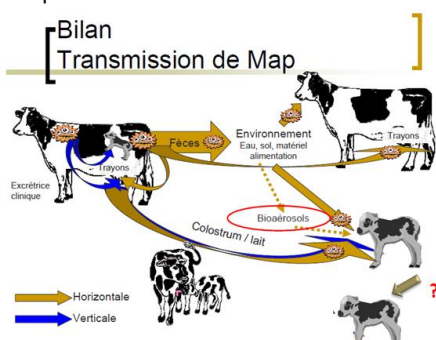 Bilan
Transmission de Map
Environnement
Eau, sol, matériel
alimentation
Fèces
Trayons
Trayons
Excrétrice
clinique
Bioaérosols
Colostrum / lait
?
Horizontale
Verticale